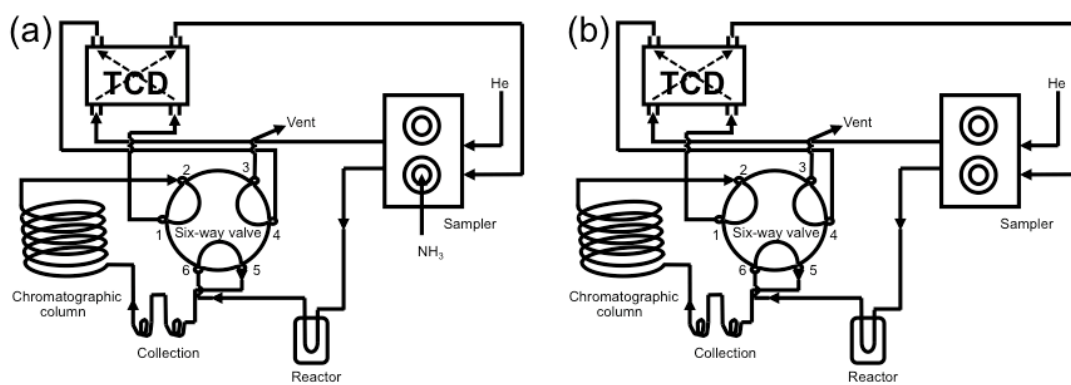 (a)
TCD
He
Vent
2
3
Sampler
1
Six-way valve
4
NH3
6
5
Chromatographic
column
Collection
Reactor
(b)
TCD
He
Vent
2
3
Sampler
1
Six-way valve
4
6
5
Chromatographic
column
Collection
Reactor